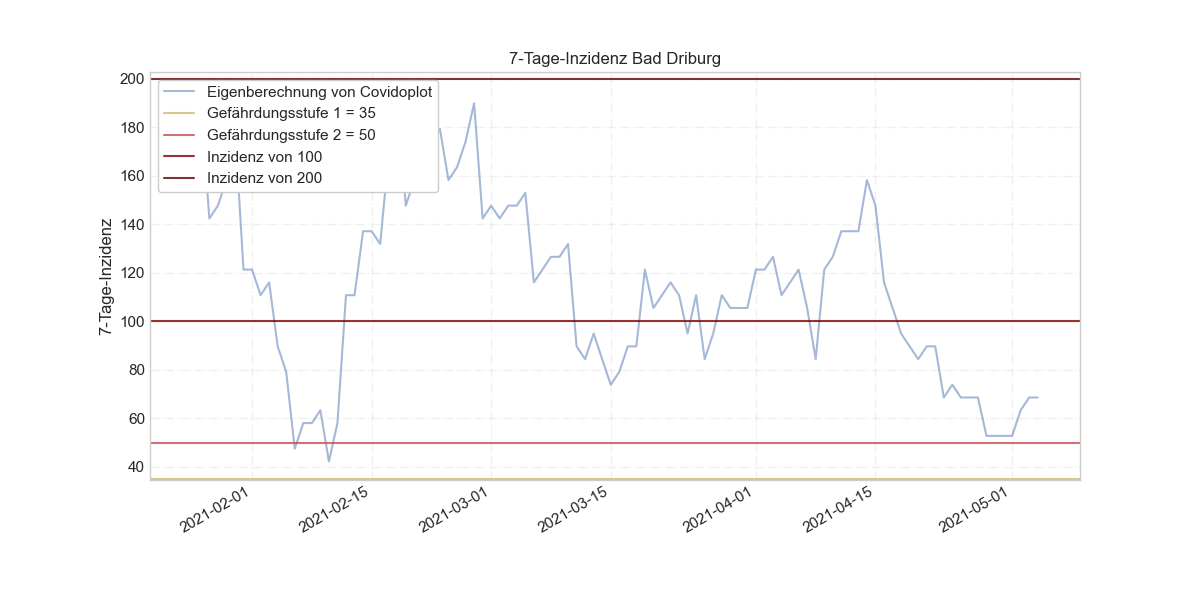 7-Tage-Inzidenz Bad Driburg
7-Tage-Inzidenz
200
180
160
140
120
100
80
60
40
Eigenberechnung von Covidoplot
Gefährdungsstufe 1 = 35
Gefährdungsstufe 2 = 50
Inzidenz von 100
Inzidenz von 200
2021-02-01
2021-02-15
2021-03-01
2021-03-15
2021-04-01
2021-04-15
2021-05-01